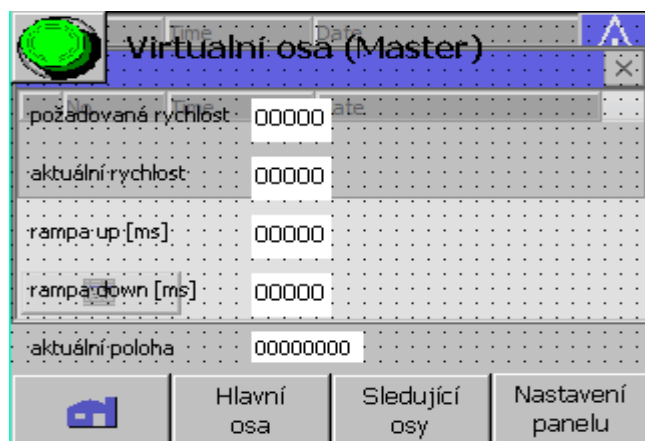 Time Date
Virtualní osa (Master)
No Time ate
požadovaná rychlost 00000
aktuální rychlost 00000
rampa up [ms] 00000
rampa down [ms] 00000
aktuální poloha 00000000
Hlavní osa
Sledující osy
Nastavení panelu